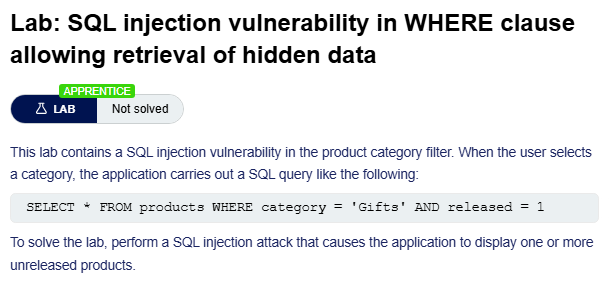 Lab: SQL injection vulnerability in WHERE clause
allowing retrieval of hidden data
APPRENTICE
LAB Not solved
This lab contains a SQL injection vulnerability in the product category filter. When the user selects
a category, the application carries out a SQL query like the following:
SELECT * FROM products WHERE category = 'Gifts' AND released = 1
To solve the lab, perform a SQL injection attack that causes the application to display one or more
unreleased products.